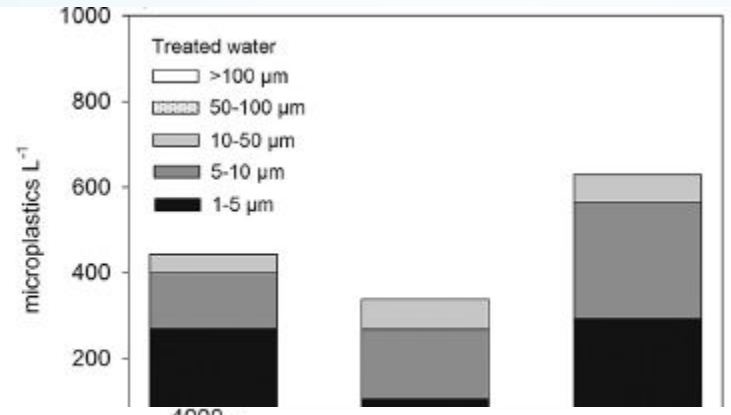 1000
Treated water
>100 µm
800
50-100 µm
10-50 µm
5-10 µm
600
1-5 µm
microplastics L⁻¹
400
200